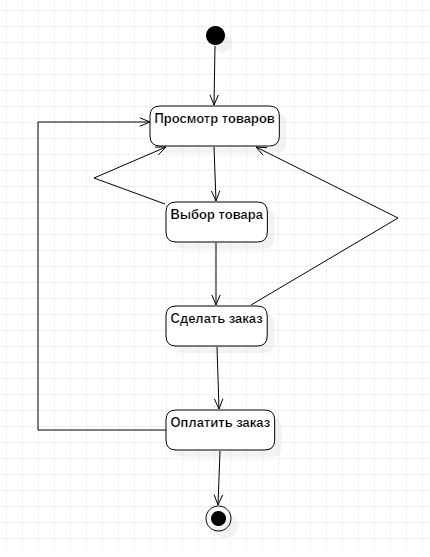 Просмотр товаров
Выбор товара
Сделать заказ
Оплатить заказ